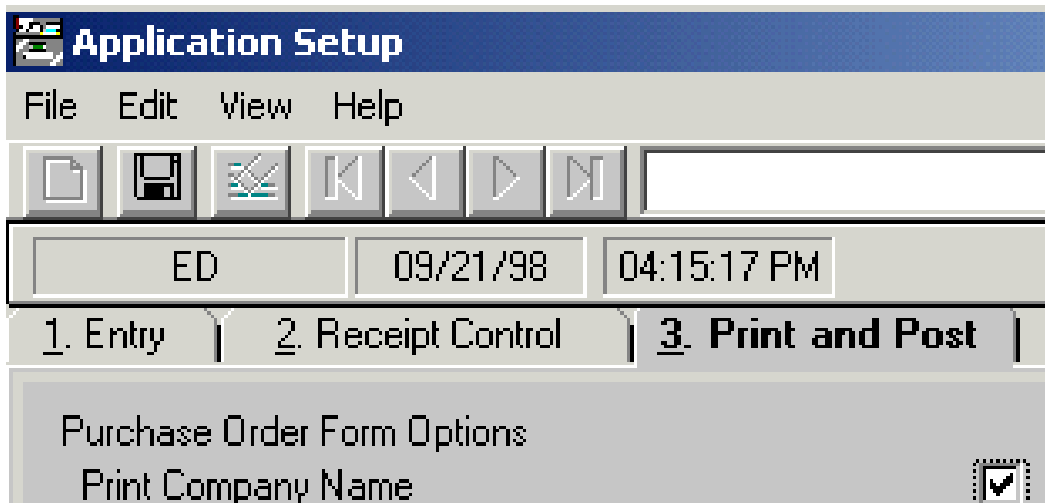 Application Setup
File Edit View Help
ED 09/21/98 04:15:17 PM
1. Entry 2. Receipt Control 3. Print and Post
Purchase Order Form Options
Print Company Name